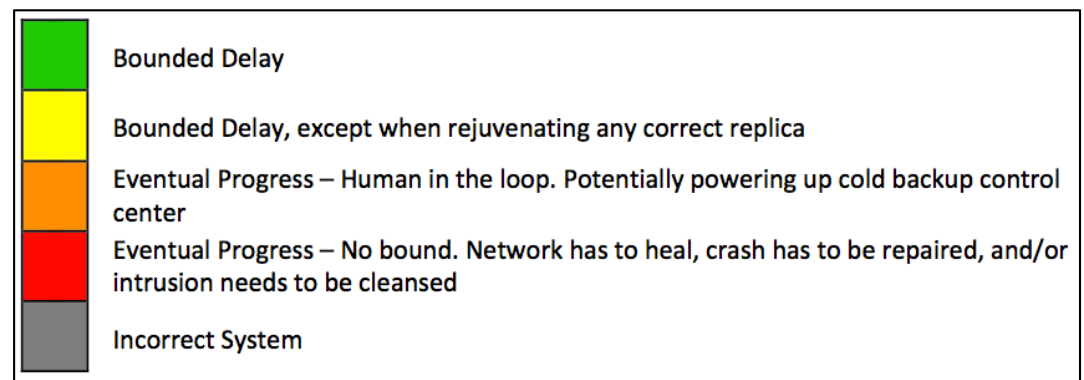 Bounded Delay
Bounded Delay, except when rejuvenating any correct replica
Eventual Progress – Human in the loop. Potentially powering up cold backup control
center
Eventual Progress – No bound. Network has to heal, crash has to be repaired, and/or
intrusion needs to be cleansed
Incorrect System